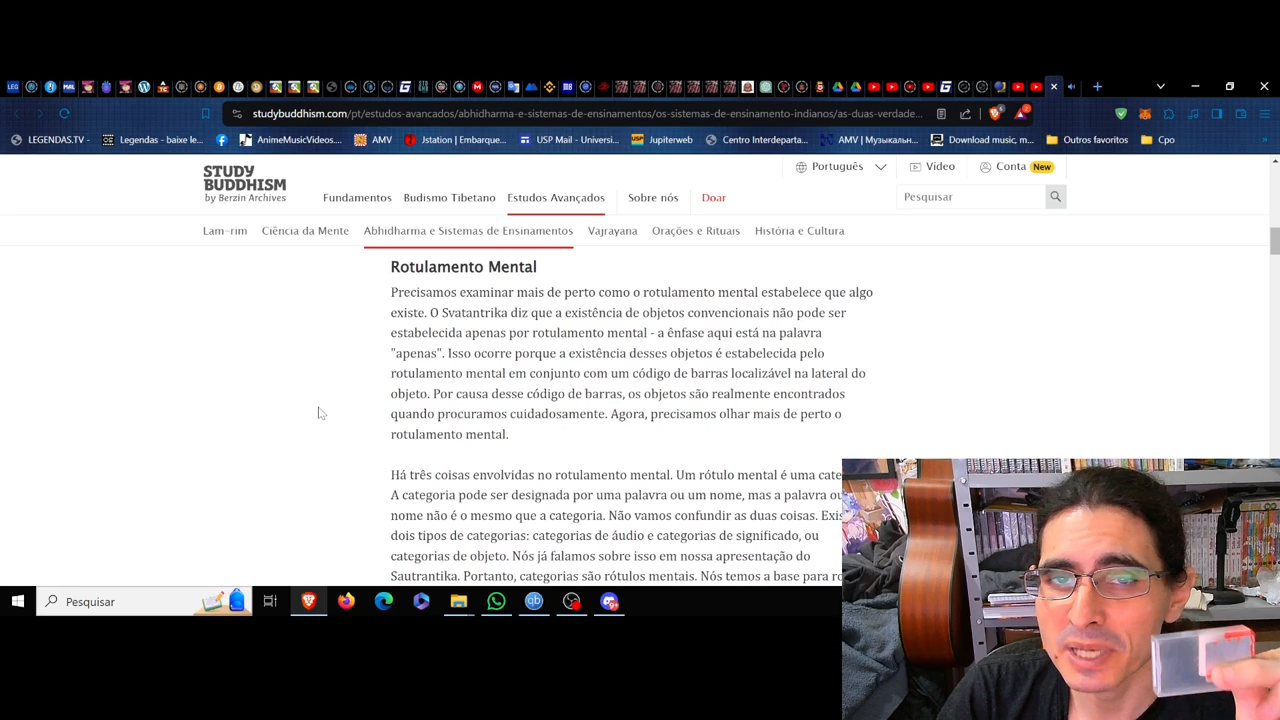 LEG
MAL
studybuddhism.com/pt/estudos-avancados/abhidharma-e-sistemas-de-ensinamentos/os-sistemas-de-ensinamento-indianos/as-duas-verdade...
LEGENDAS.TV -
Legendas - baixe le...
AnimeMusicVideos....
AMV
Jstation | Embarque...
USP Mail - Universi...
Jupiterweb
Centro Interdeparta...
AMV | Музыкальн...
Download music, m...
Outros favoritos
Cpo
STUDY
BUDDHISM
by Berzin Archives
Português
Vídeo
Conta New
Fundamentos
Budismo Tibetano
Estudos Avançados
Sobre nós
Doar
Pesquisar
Lam-rim
Ciência da Mente
Abhidharma e Sistemas de Ensinamentos
Vajrayana
Orações e Rituais
História e Cultura
Rotulamento Mental
Precisamos examinar mais de perto como o rotulamento mental estabelece que algo
existe. O Svatantrika diz que a existência de objetos convencionais não pode ser
estabelecida apenas por rotulamento mental - a ênfase aqui está na palavra
"apenas". Isso ocorre porque a existência desses objetos é estabelecida pelo
rotulamento mental em conjunto com um código de barras localizável na lateral do
objeto. Por causa desse código de barras, os objetos são realmente encontrados
quando procuramos cuidadosamente. Agora, precisamos olhar mais de perto o
rotulamento mental.
Há três coisas envolvidas no rotulamento mental. Um rótulo mental é uma cate
A categoria pode ser designada por uma palavra ou um nome, mas a palavra ou
nome não é o mesmo que a categoria. Não vamos confundir as duas coisas. Exis
dois tipos de categorias: categorias de áudio e categorias de significado, ou
categorias de objeto. Nós já falamos sobre isso em nossa apresentação do
Sautrantika. Portanto, categorias são rótulos mentais. Nós temos a base para ro
Pesquisar